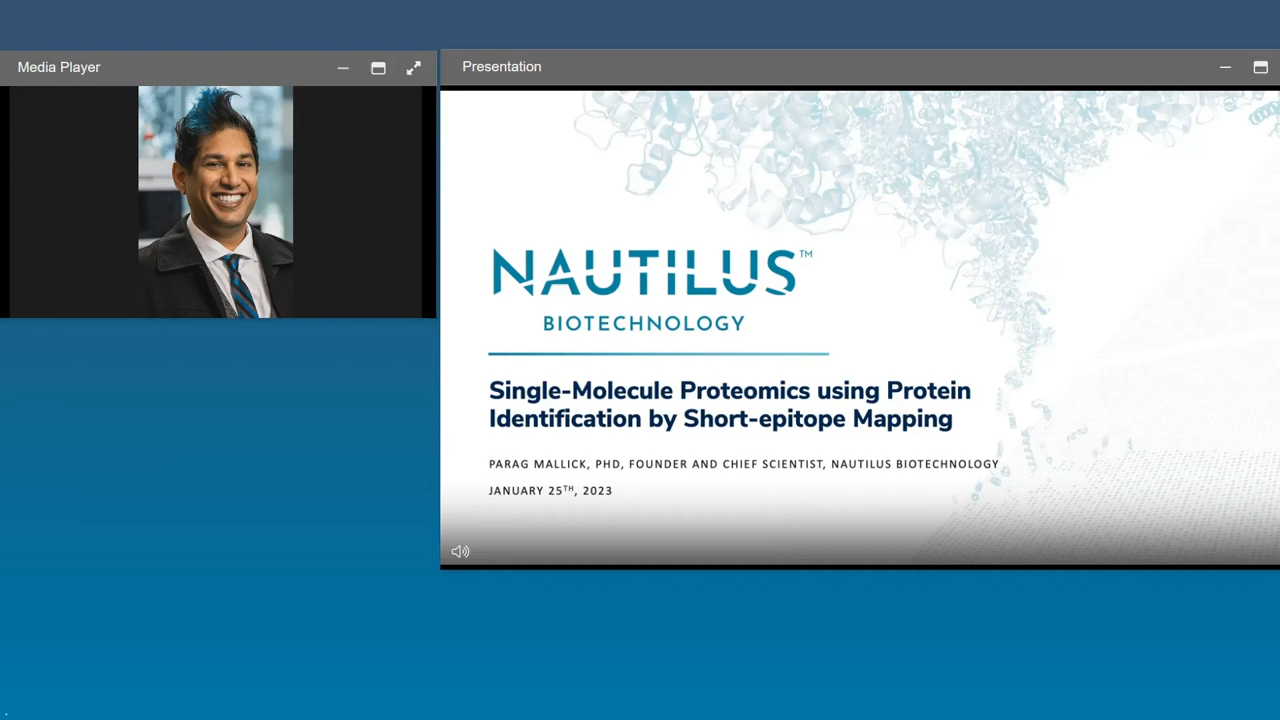 Media Player
Presentation
NAUTILUS™
BIOTECHNOLOGY
Single-Molecule Proteomics using Protein
Identification by Short-epitope Mapping
PARAG MALLICK, PHD, FOUNDER AND CHIEF SCIENTIST, NAUTILUS BIOTECHNOLOGY
JANUARY 25TH, 2023